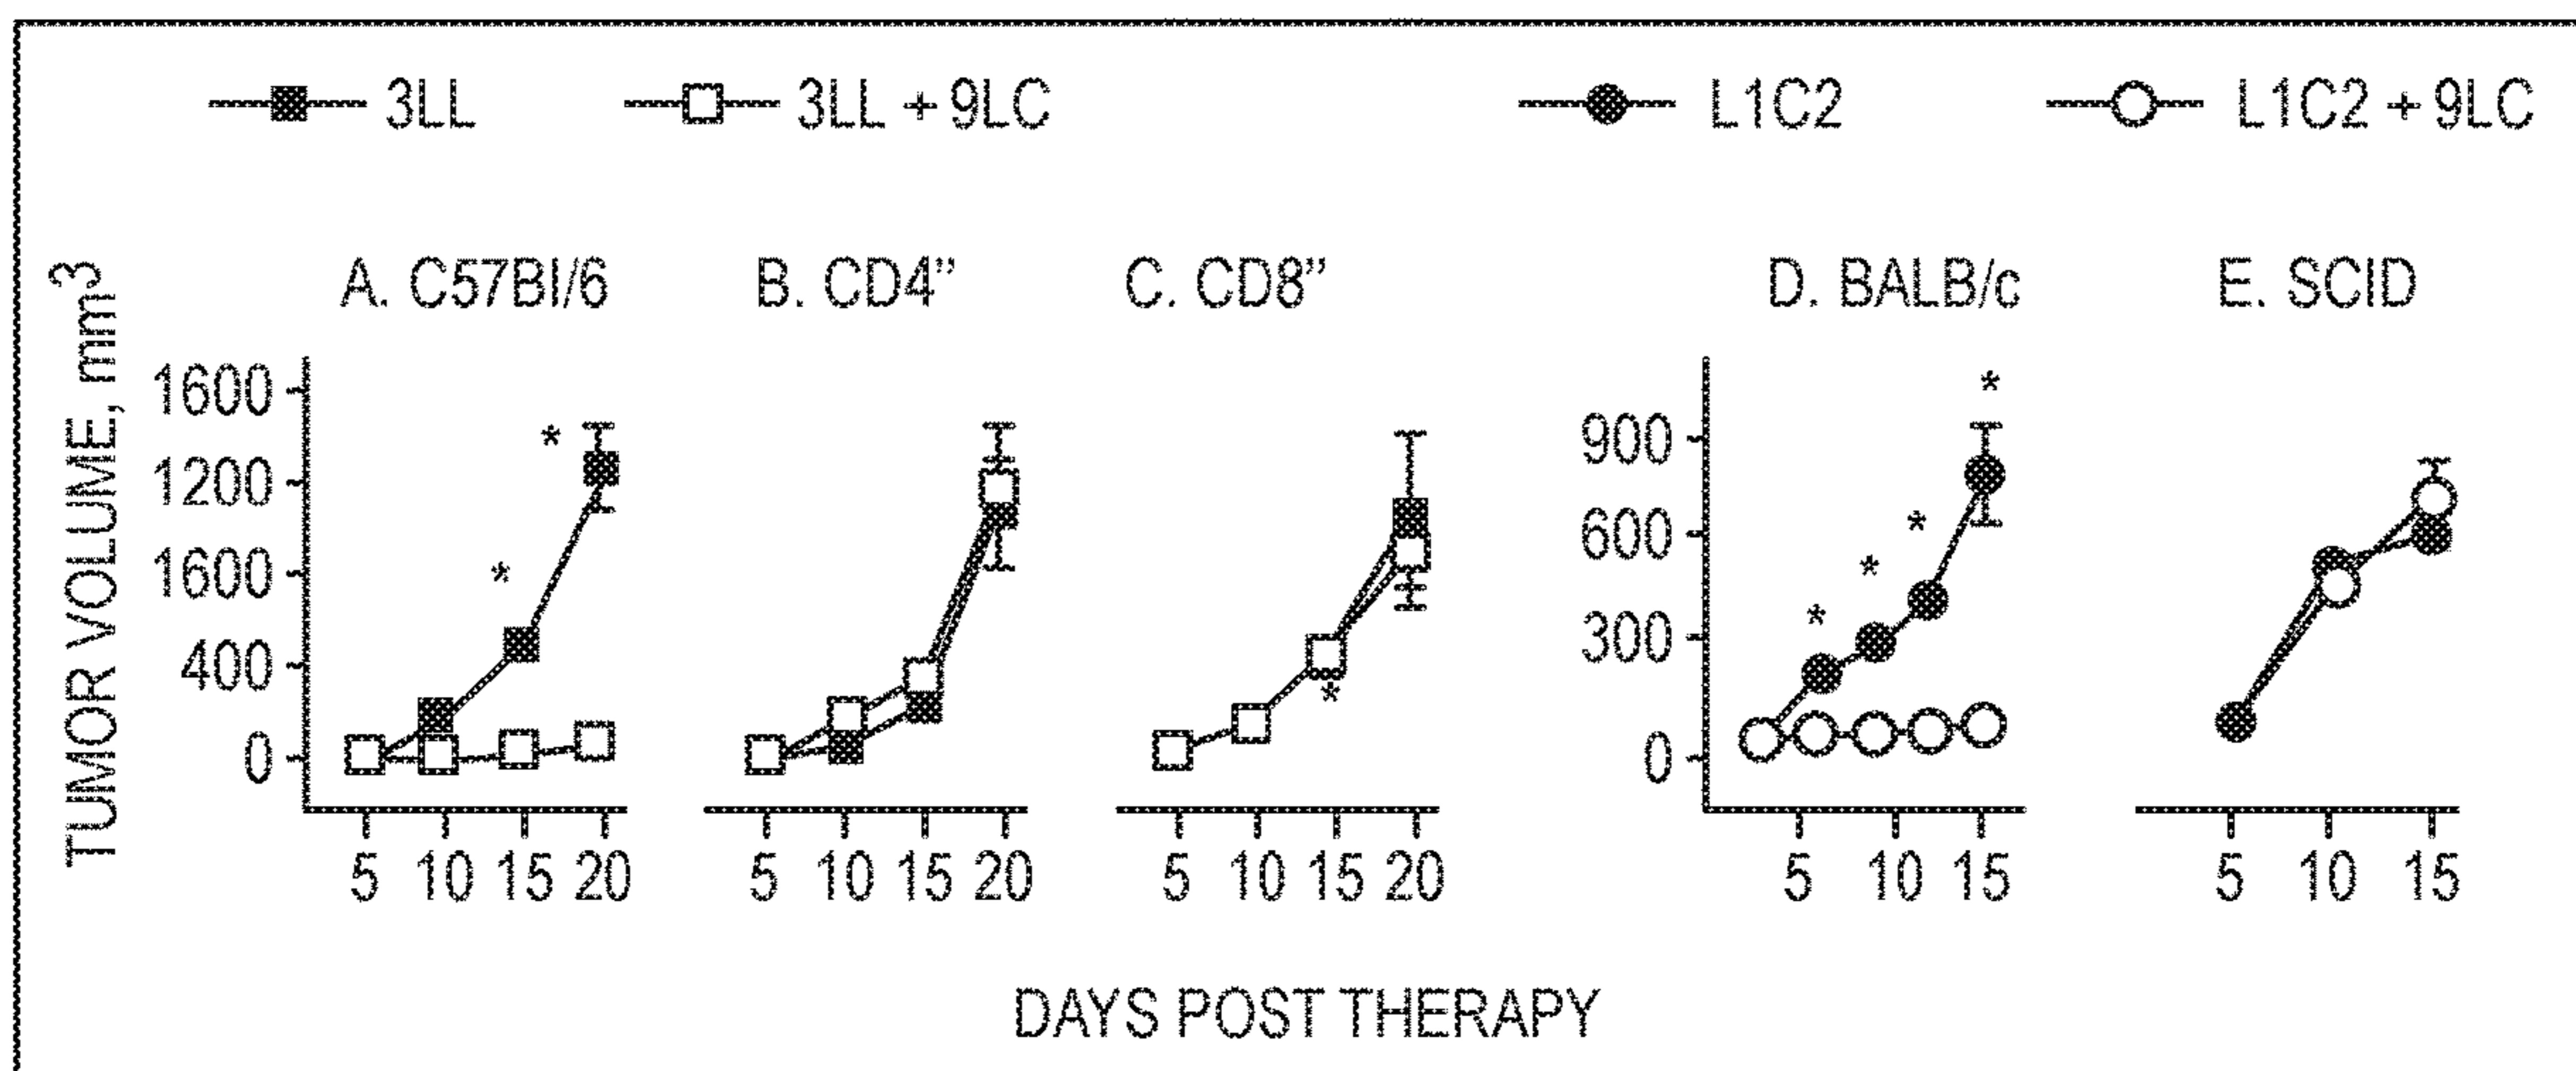 3LL 3LL + 9LC L1C2 L1C2 + 9LC
A. C57BI/6 B. CD4” C. CD8” D. BALB/c E. SCID
TUMOR VOLUME, mm3
1600
1200
1600
400
0
900
600
300
0
* * * * * * *
5 10 15 20 5 10 15 20 5 10 15 20 5 10 15 5 10 15
DAYS POST THERAPY